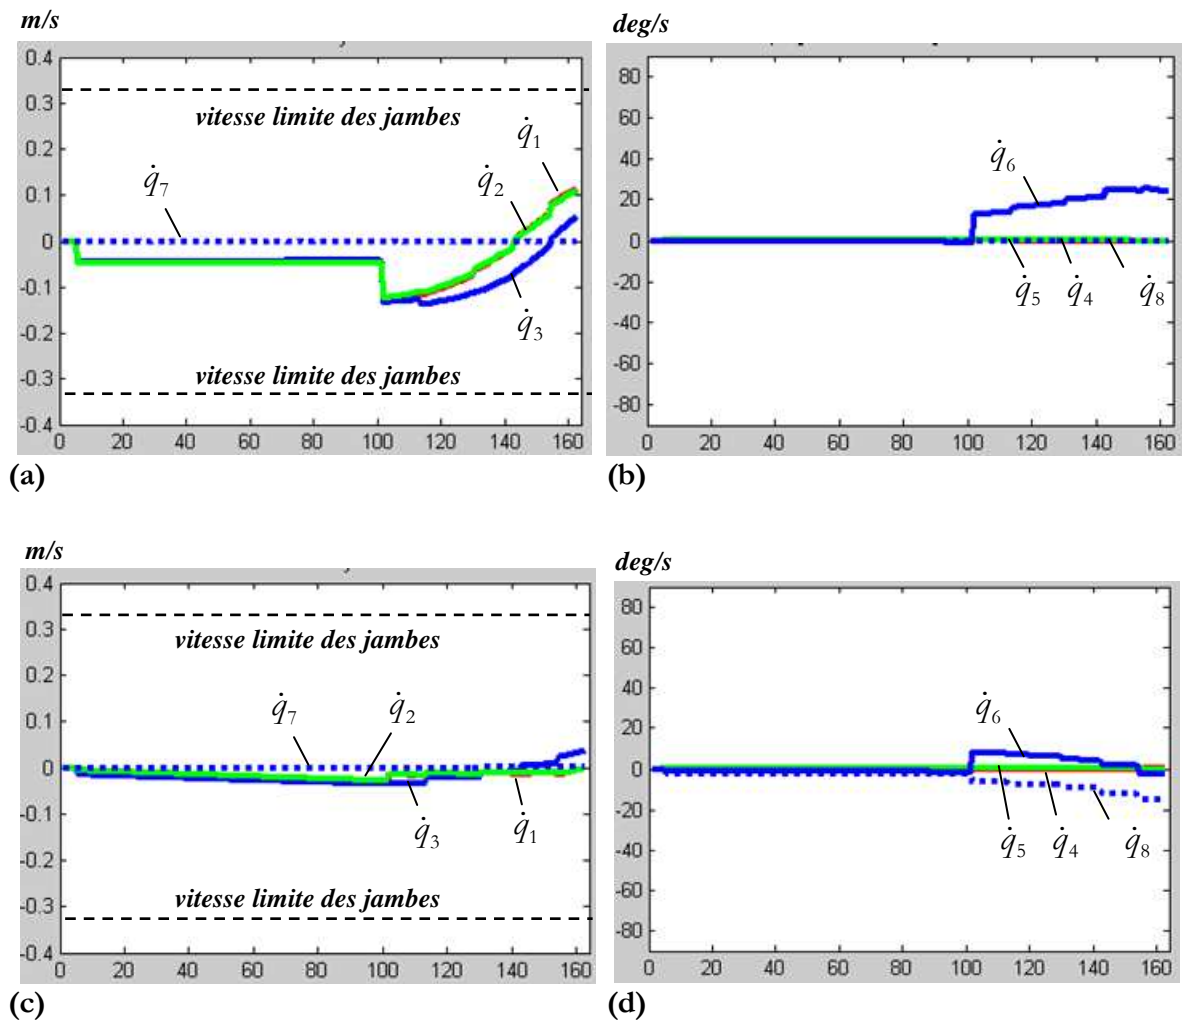 m/s
0.4
0.3
0.2
0.1
0
-0.1
-0.2
-0.3
-0.4
0 20 40 60 80 100 120 140 160
vitesse limite des jambes
q̇1
q̇2
q̇7
q̇3
vitesse limite des jambes
(a)
deg/s
80
60
40
20
0
-20
-40
-60
-80
0 20 40 60 80 100 120 140 160
q̇6
q̇5 q̇4 q̇8
(b)
m/s
0.4
0.3
0.2
0.1
0
-0.1
-0.2
-0.3
-0.4
0 20 40 60 80 100 120 140 160
vitesse limite des jambes
q̇7 q̇2
q̇3 q̇1
vitesse limite des jambes
(c)
deg/s
80
60
40
20
0
-20
-40
-60
-80
0 20 40 60 80 100 120 140 160
q̇6
q̇5 q̇4 q̇8
(d)